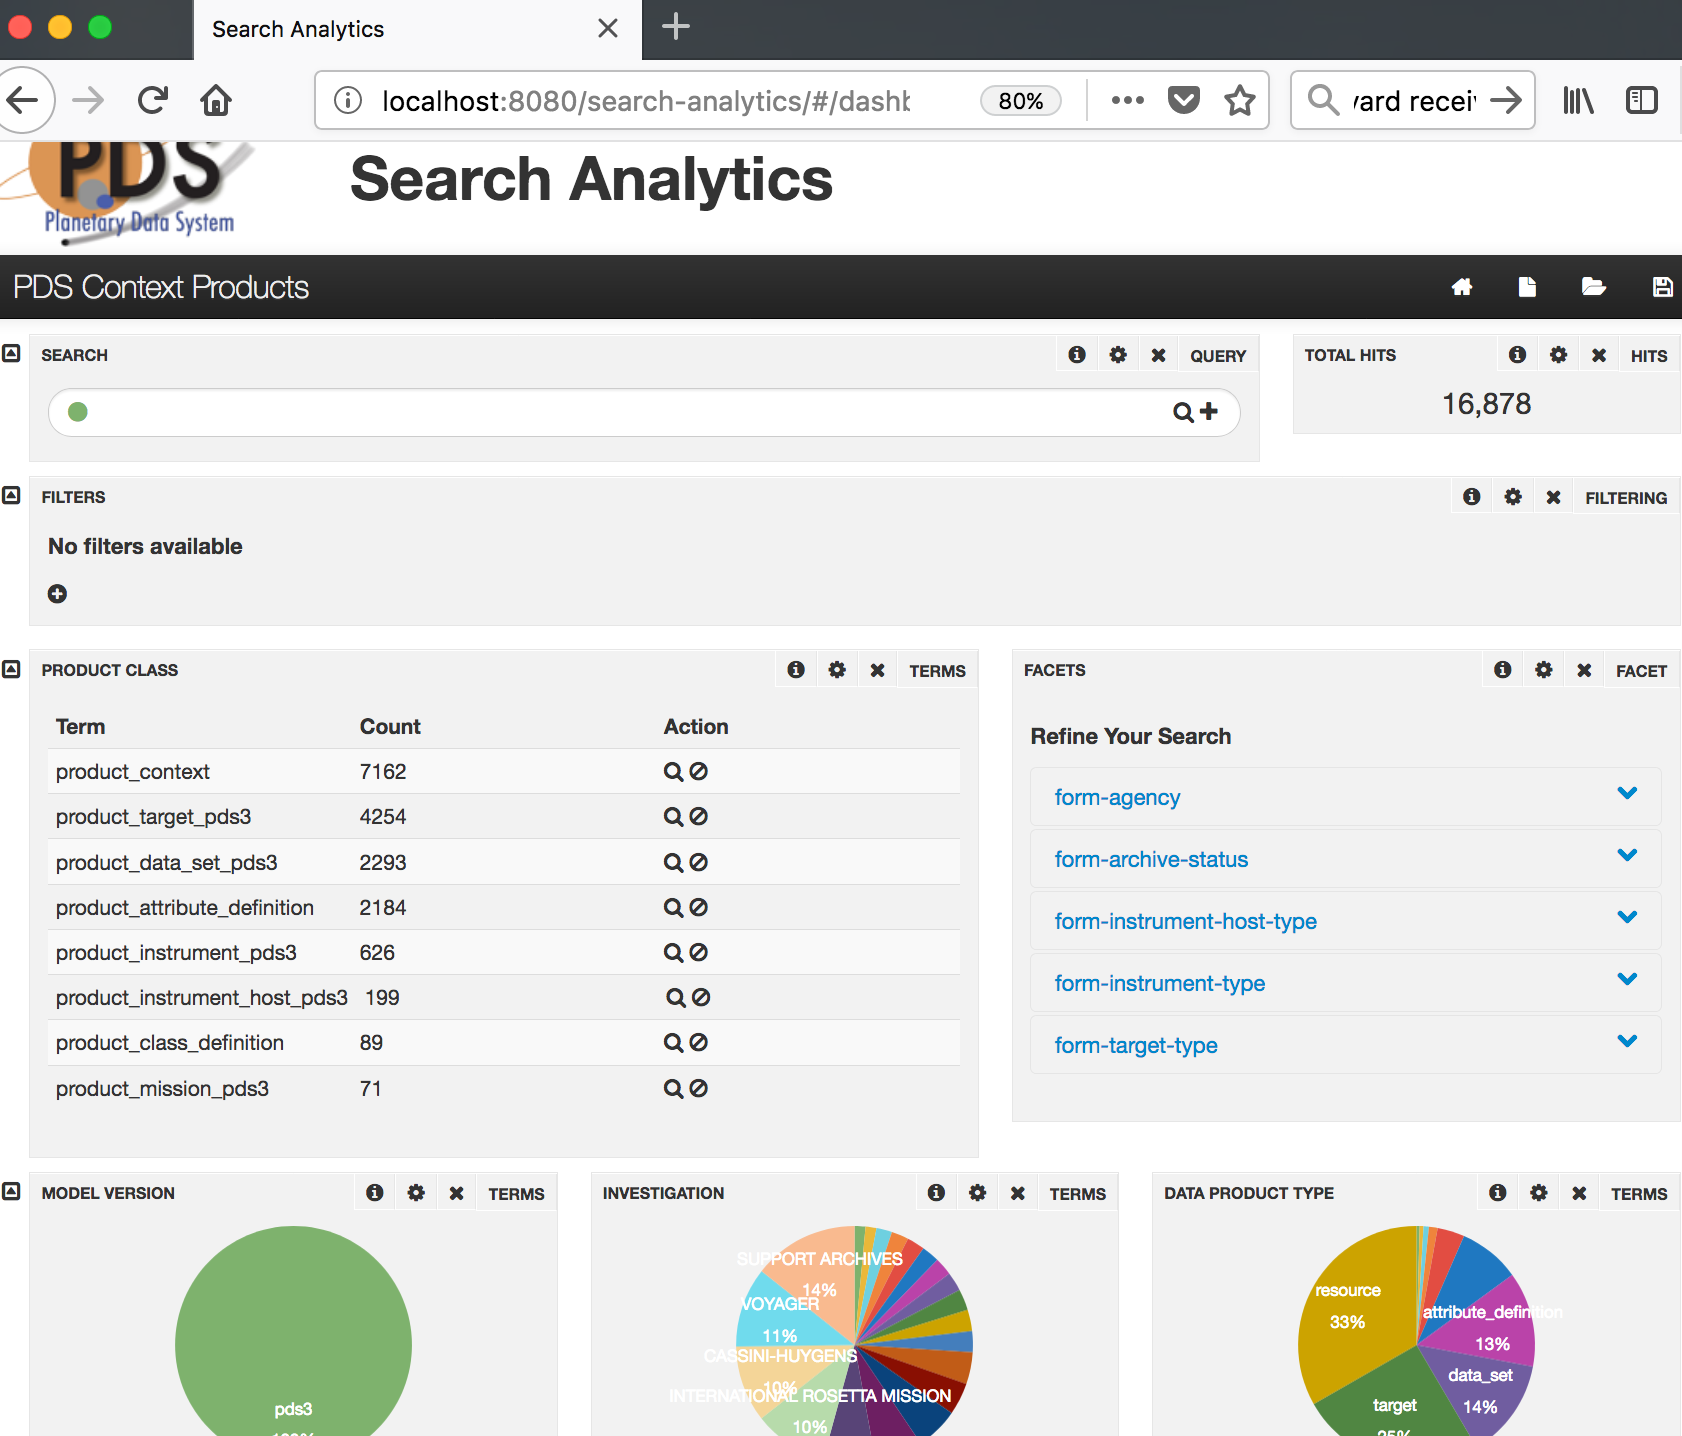 Search Analytics
localhost:8080/search-analytics/#/dashb
80%
vard recei
PDS
Planetary Data System
Search Analytics
PDS Context Products
SEARCH
QUERY
TOTAL HITS
HITS
16,878
FILTERS
FILTERING
No filters available
PRODUCT CLASS
TERMS
Term Count Action
product_context 7162
product_target_pds3 4254
product_data_set_pds3 2293
product_attribute_definition 2184
product_instrument_pds3 626
product_instrument_host_pds3 199
product_class_definition 89
product_mission_pds3 71
FACETS
FACET
Refine Your Search
form-agency
form-archive-status
form-instrument-host-type
form-instrument-type
form-target-type
MODEL VERSION
TERMS
pds3
INVESTIGATION
TERMS
SUPPORT ARCHIVES
14%
VOYAGER
11%
CASSINI-HUYGENS
10%
INTERNATIONAL ROSETTA MISSION
10%
DATA PRODUCT TYPE
TERMS
resource
33%
attribute_definition
13%
data_set
14%
target
25%